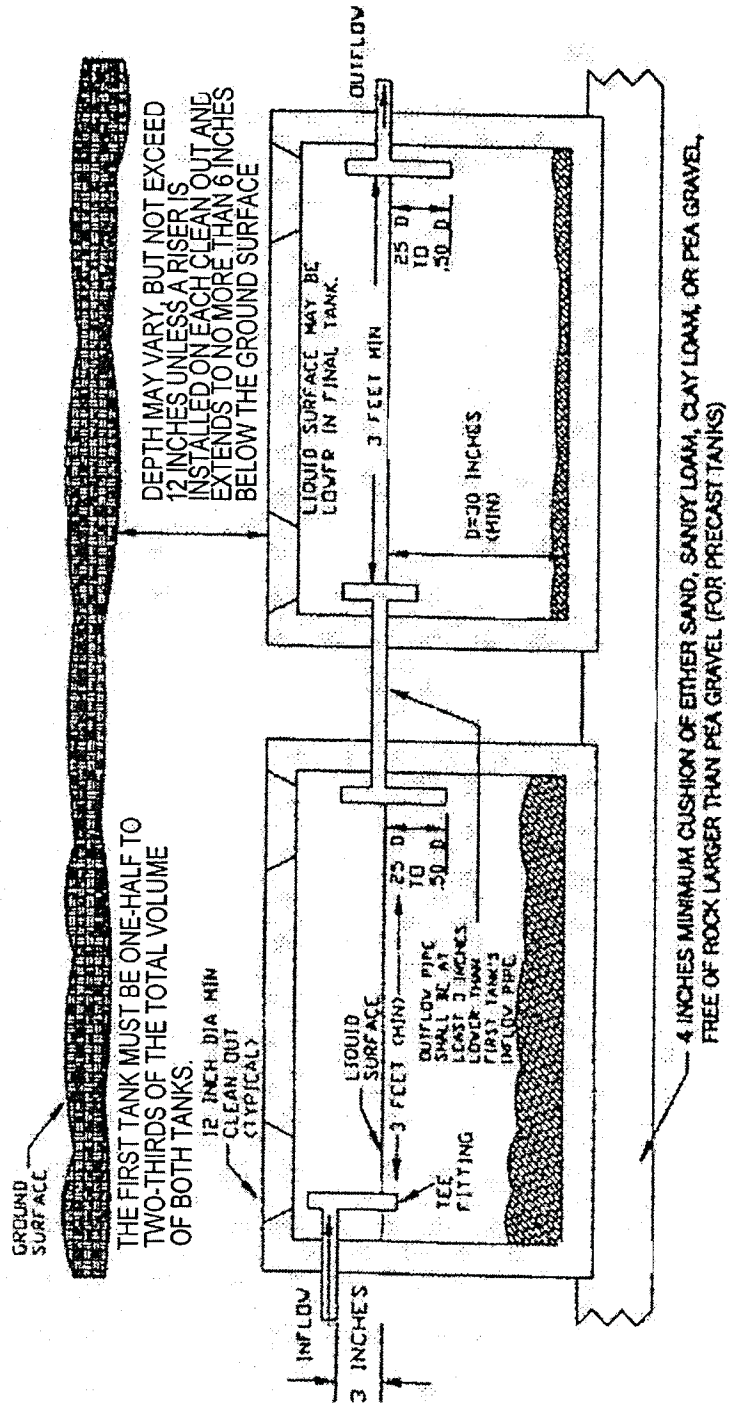 GROUND
SURFACE
THE FIRST TANK MUST BE ONE-HALF TO
TWO-THIRDS OF THE TOTAL VOLUME
OF BOTH TANKS.
12 INCH DIA MIN
CLEAN OUT
(TYPICAL)
DEPTH MAY VARY, BUT NOT EXCEED
12 INCHES UNLESS A RISER IS
INSTALLED ON EACH CLEAN OUT AND
EXTENDS TO NO MORE THAN 6 INCHES
BELOW THE GROUND SURFACE
INFLOW
3 INCHES
LIQUID
SURFACE
3 FEET (MIN)
TEE
FITTING
.25 D
TO
.50 D
OUTFLOW PIPE
SHALL BE AT
LEAST 3 INCHES
LOWER THAN
FIRST TANK'S
INFLOW PIPE.
LIQUID SURFACE MAY BE
LOWER IN FINAL TANK.
3 FEET MIN
D=30 INCHES
(MIN)
.25 D
TO
.50 D
OUTFLOW
4 INCHES MINIMUM CUSHION OF EITHER SAND, SANDY LOAM, CLAY LOAM, OR PEA GRAVEL,
FREE OF ROCK LARGER THAN PEA GRAVEL (FOR PRECAST TANKS)